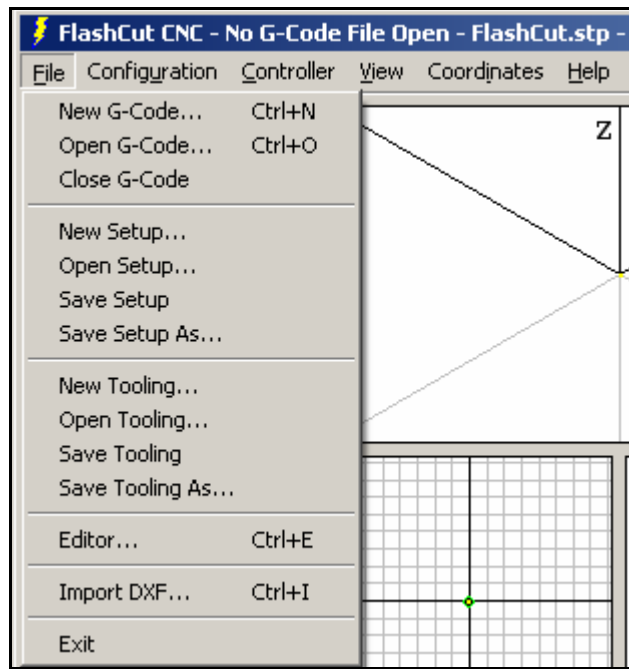 FlashCut CNC - No G-Code File Open - FlashCut.stp -
File Configuration Controller View Coordinates Help
New G-Code... Ctrl+N
Open G-Code... Ctrl+O
Close G-Code
New Setup...
Open Setup...
Save Setup
Save Setup As...
New Tooling...
Open Tooling...
Save Tooling
Save Tooling As...
Editor... Ctrl+E
Import DXF... Ctrl+I
Exit
Z